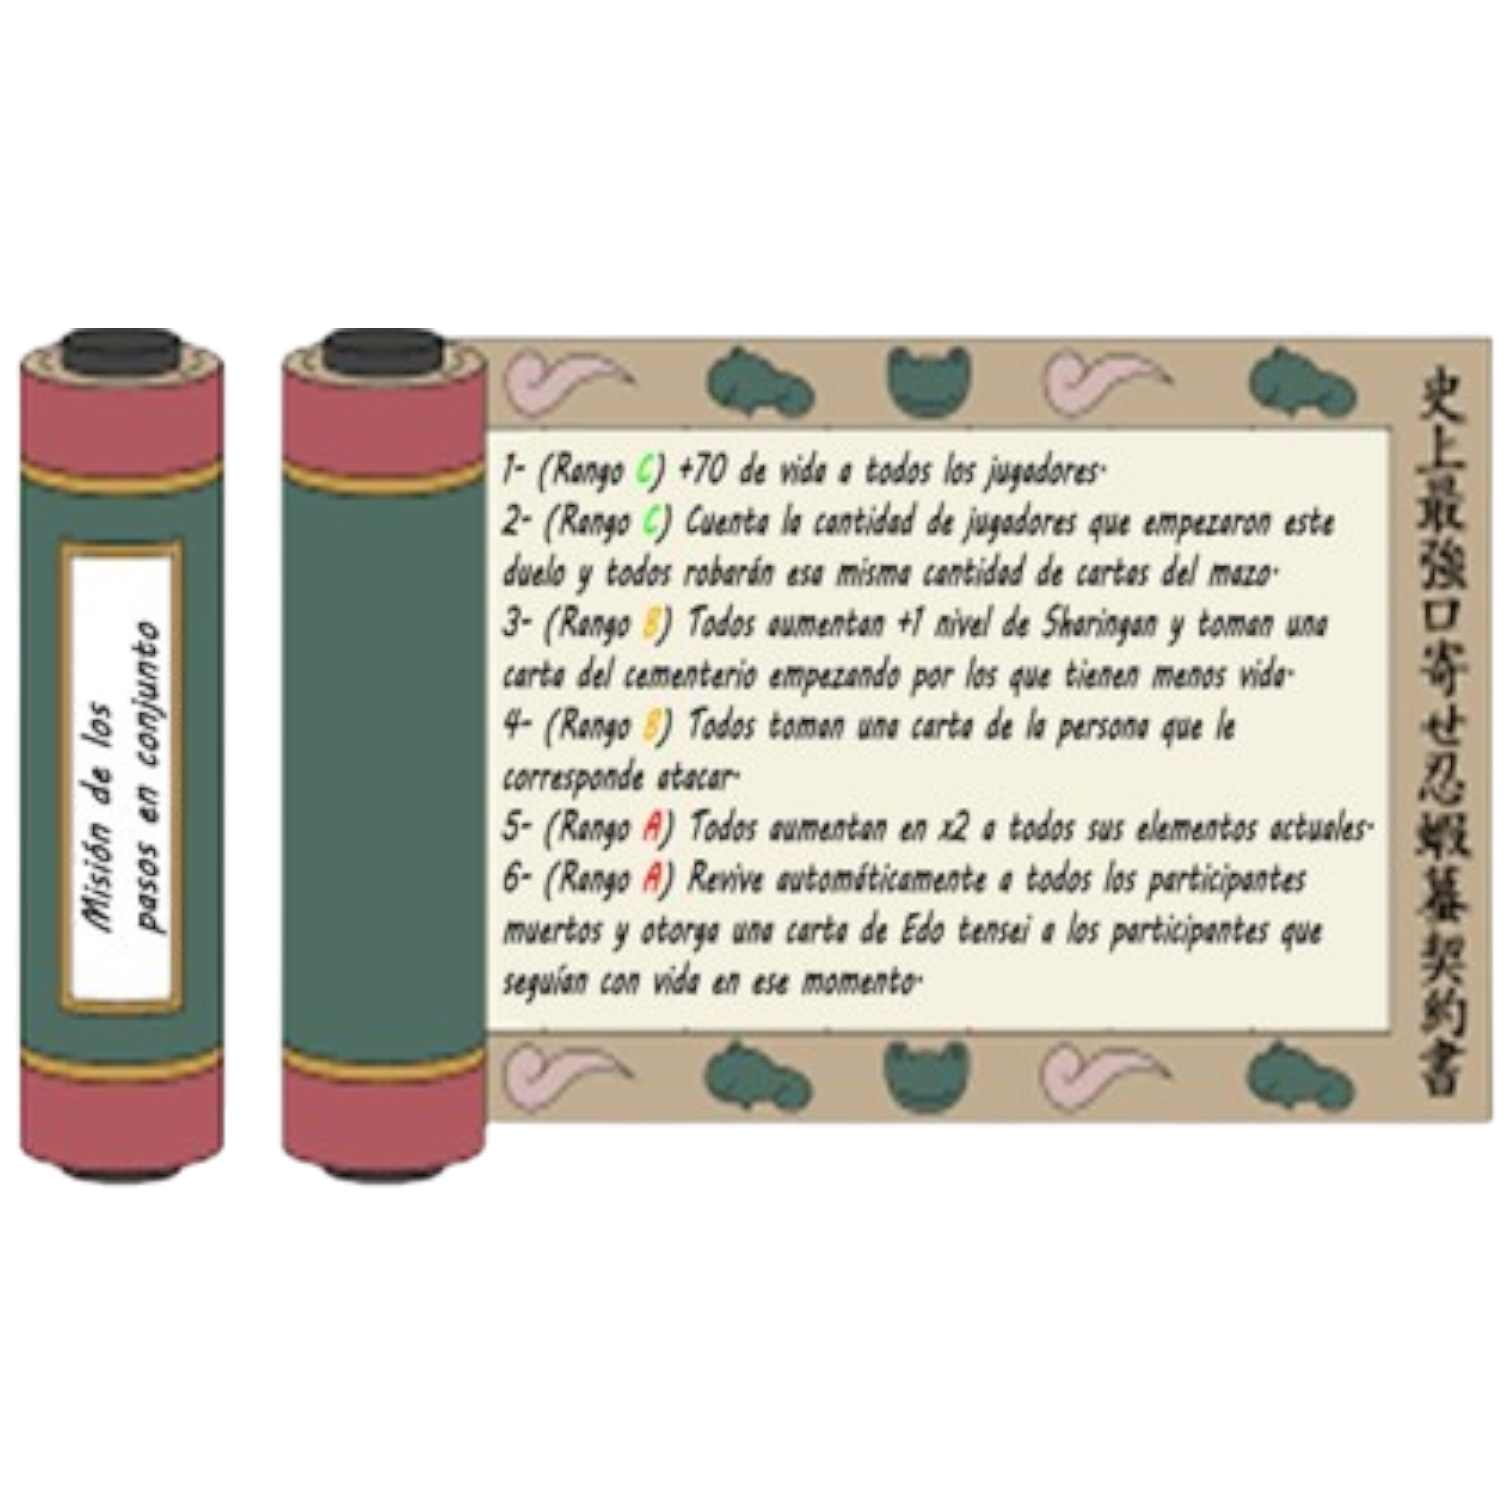 Misión de los
pasos en conjunto
1- (Rango C) +70 de vida a todos los jugadores.
2- (Rango C) Cuenta la cantidad de jugadores que empezaron este
duelo y todos robarán esa misma cantidad de cartas del mazo.
3- (Rango B) Todos aumentan +1 nivel de Sharingan y toman una
carta del cementerio empezando por los que tienen menos vida.
4- (Rango B) Todos toman una carta de la persona que le
corresponde atacar.
5- (Rango A) Todos aumentan en x2 a todos sus elementos actuales.
6- (Rango A) Revive automáticamente a todos los participantes
muertos y otorga una carta de Edo tensei a los participantes que
seguían con vida en ese momento.
史上最強口寄せ忍蝦蟇契約書